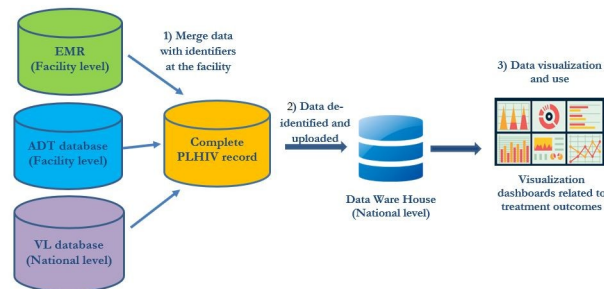 EMR
(Facility level)
1) Merge data
with identifiers
at the facility
ADT database
(Facility level)
Complete
PLHIV record
VL database
(National level)
2) Data de-
identified and
uploaded
Data Ware House
(National level)
3) Data visualization
and use
Visualization
dashboards related to
treatment outcomes